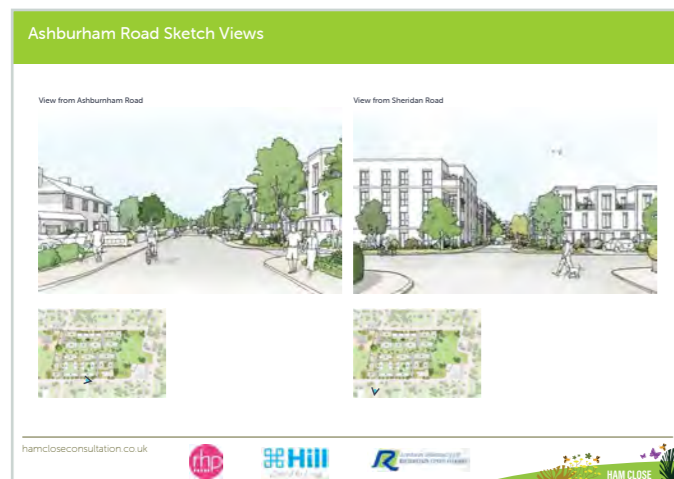 Ashburham Road Sketch Views
View from Ashburnham Road
View from Sheridan Road
hamcloseconsultation.co.uk
rhp
Hill
HAM CLOSE